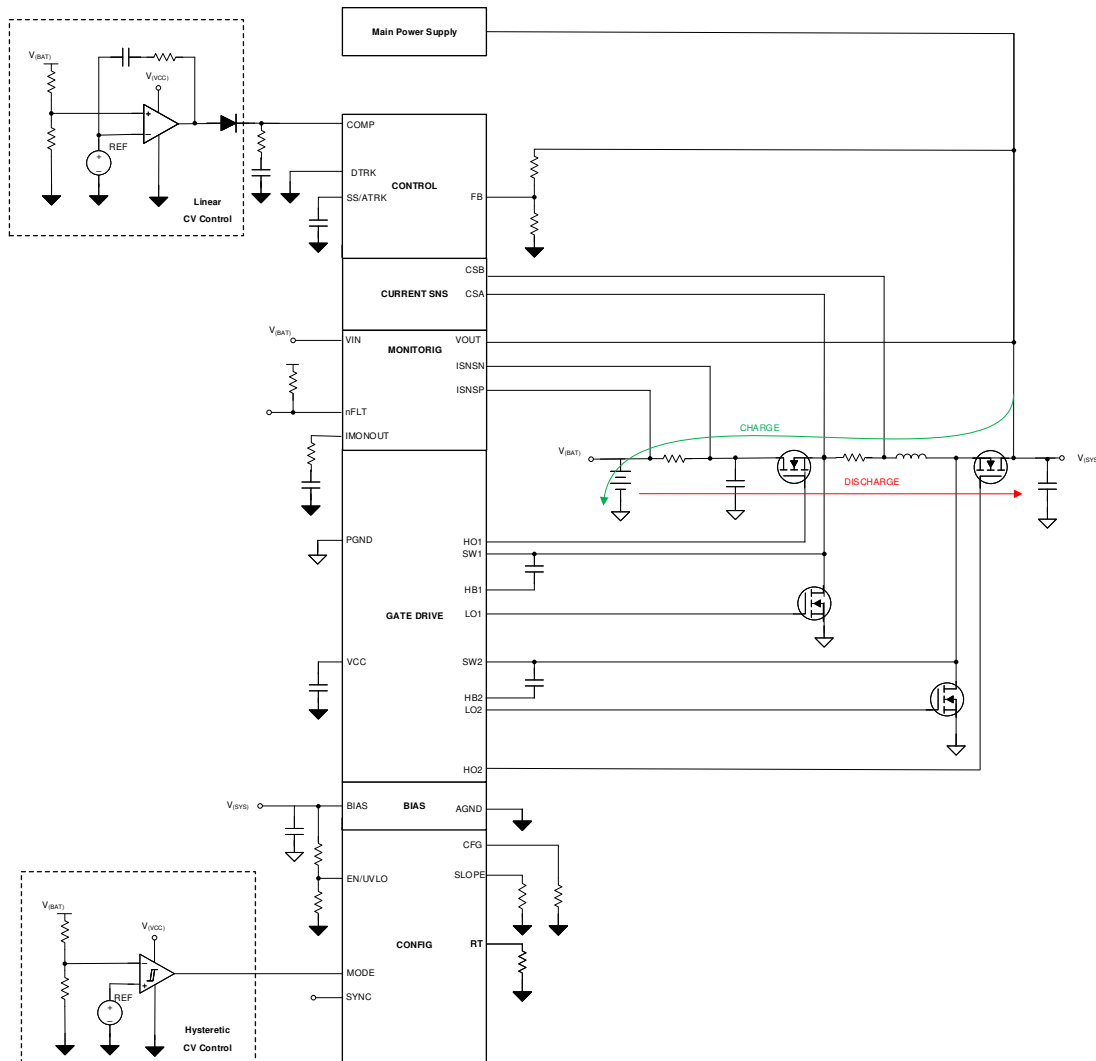 Main Power Supply
V(BAT)
V(VCC)
+
−
REF
+
−
Linear
CV Control
COMP
DTRK
CONTROL
SS/ATRK
FB
CSB
CURRENT SNS
CSA
V(BAT)
VIN
MONITORIG
VOUT
ISNSN
ISNSP
nFLT
IMONOUT
CHARGE
V(BAT)
V(SYS)
DISCHARGE
PGND
HO1
SW1
HB1
GATE DRIVE
LO1
VCC
SW2
HB2
LO2
HO2
V(SYS)
BIAS
BIAS
AGND
CFG
EN/UVLO
SLOPE
CONFIG
RT
MODE
SYNC
V(BAT)
V(VCC)
−
+
REF
+
−
Hysteretic
CV Control